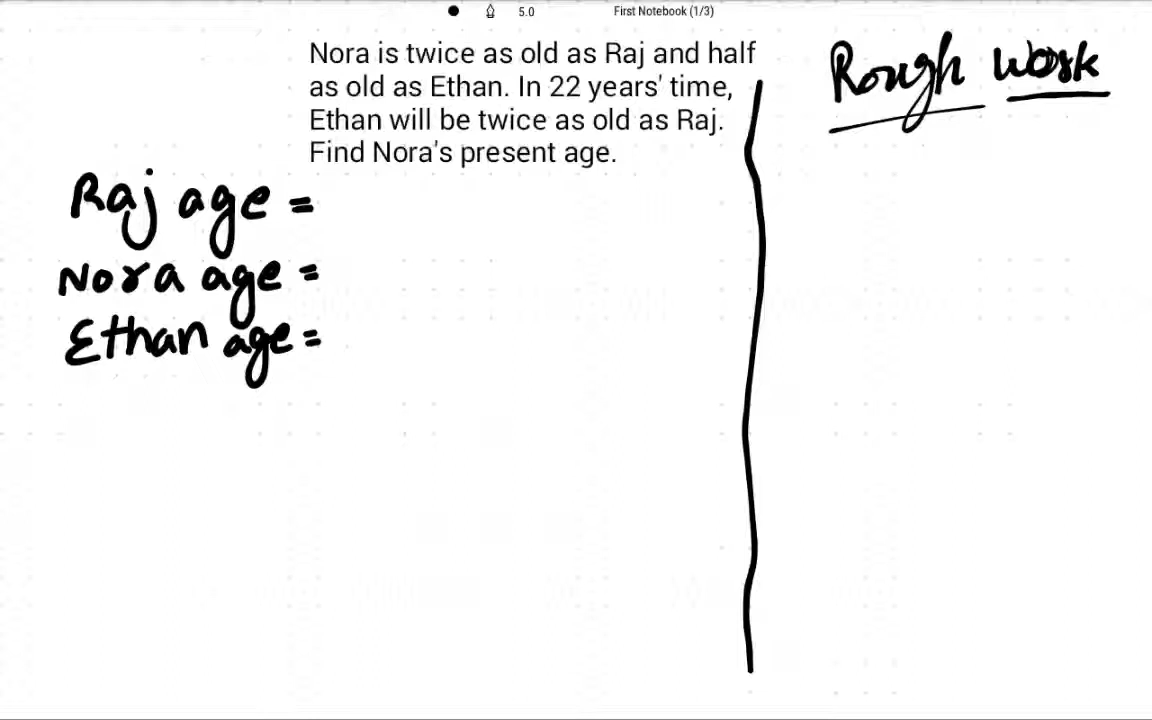 5.0 First Notebook (1/3)
Nora is twice as old as Raj and half
as old as Ethan. In 22 years' time,
Ethan will be twice as old as Raj.
Find Nora's present age.
Rough work
Raj age =
Nora age =
Ethan age =